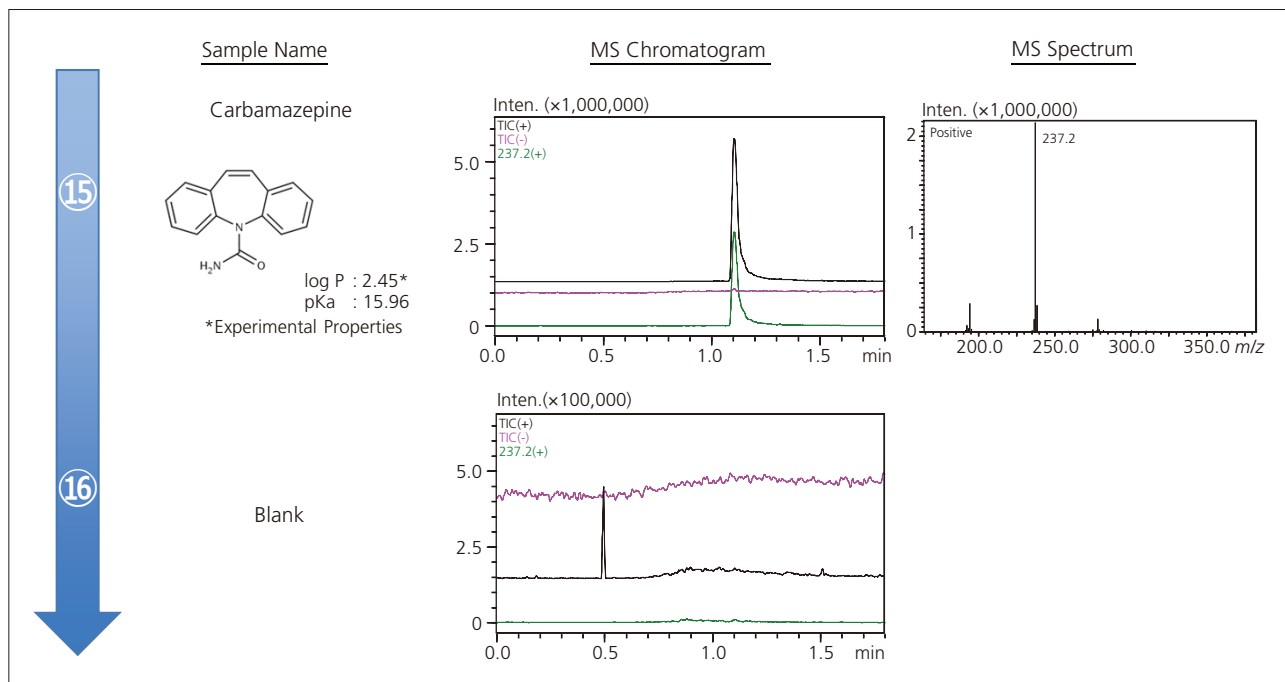 Sample Name
MS Chromatogram
MS Spectrum
⑮
Carbamazepine
N
H₂N
O
log P : 2.45*
pKa : 15.96
*Experimental Properties
Inten. (×1,000,000)
TIC(+)
TIC(-)
237.2(+)
5.0
2.5
0
0.0 0.5 1.0 1.5 min
Inten. (×1,000,000)
Positive
237.2
2
1
0
200.0 250.0 300.0 350.0 m/z
⑯
Blank
Inten.(×100,000)
TIC(+)
TIC(-)
237.2(+)
5.0
2.5
0
0.0 0.5 1.0 1.5 min